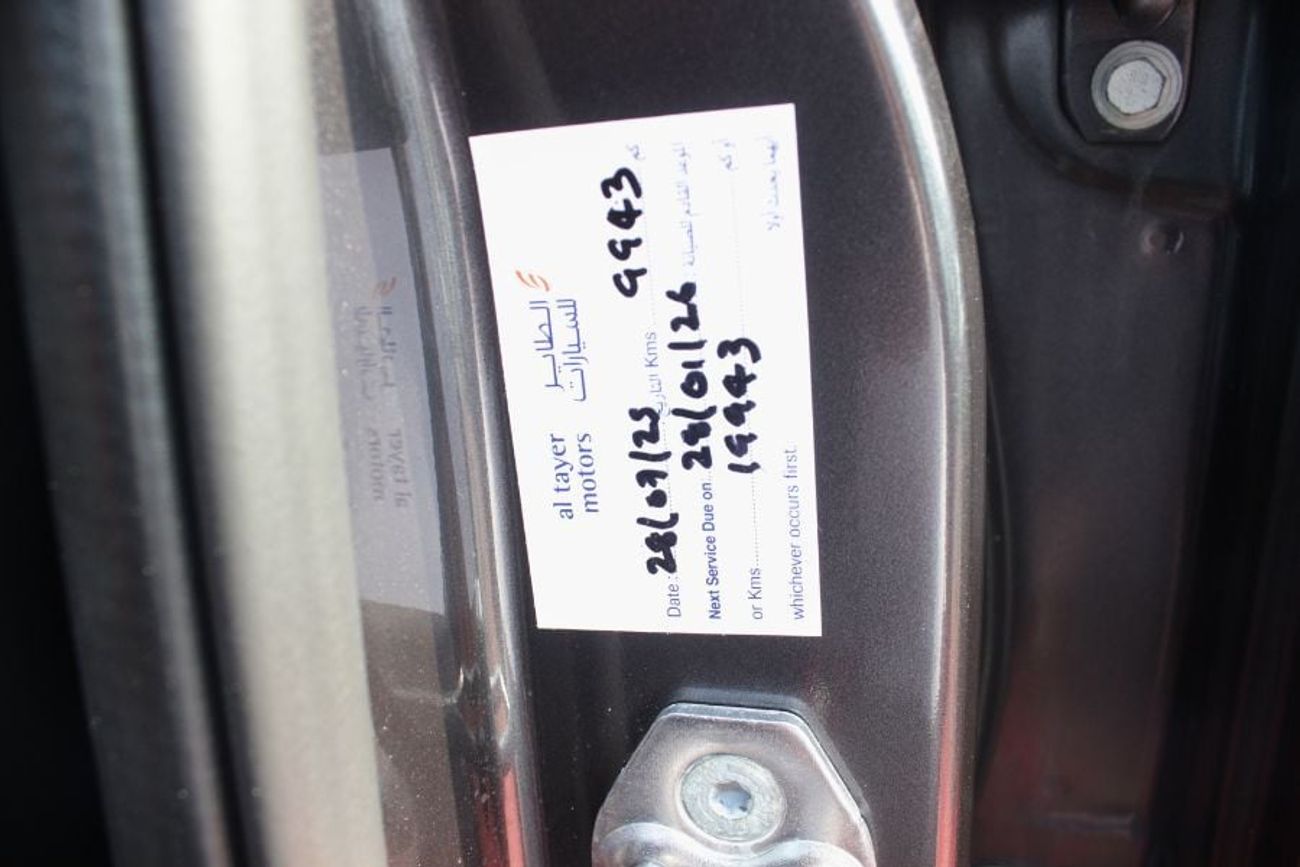 al tayer الطاير
motors للسيارات
Date: 28/07/25 التاريخ Kms 9943 كم
Next Service Due on 28/01/26 : الموعد القادم للصيانة
or Kms 19943 أو كم
whichever occurs first. أيهما يحدث أولا